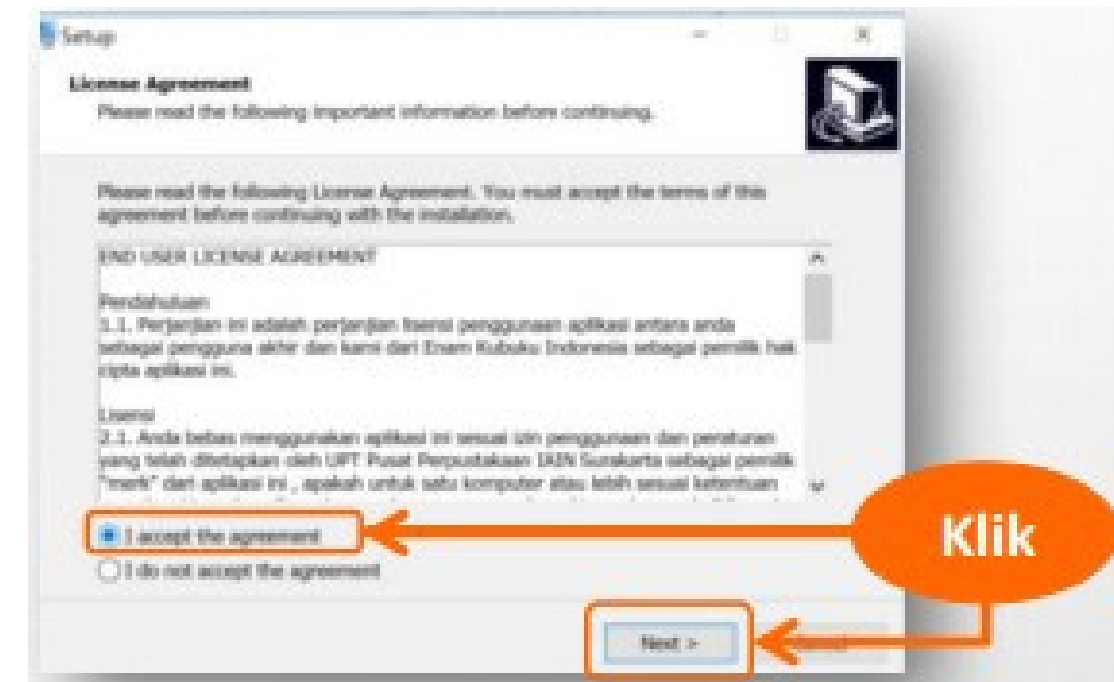 Setup
License Agreement
Please read the following important information before continuing.
Please read the following License Agreement. You must accept the terms of this
agreement before continuing with the installation.
END USER LICENSE AGREEMENT
Pendahuluan
1.1. Perjanjian ini adalah perjanjian lisensi penggunaan aplikasi antara anda
sebagai pengguna akhir dan kami dari Enam Kubuku Indonesia sebagai pemilik hak
cipta aplikasi ini.
Lisensi
2.1. Anda bebas menggunakan aplikasi ini sesuai izin penggunaan dan peraturan
yang telah ditetapkan oleh UPT Pusat Perpustakaan IAIN Surakarta sebagai pemilik
"merk" dari aplikasi ini , apakah untuk satu komputer atau lebih sesuai ketentuan
I accept the agreement
I do not accept the agreement
Klik
Next >